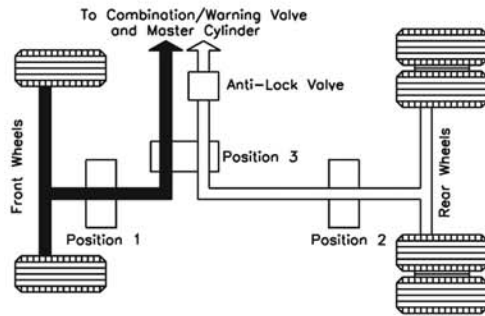 To Combination/Warning Valve
and Master Cylinder
Anti-Lock Valve
Front Wheels
Position 3
Rear Wheels
Position 1
Position 2